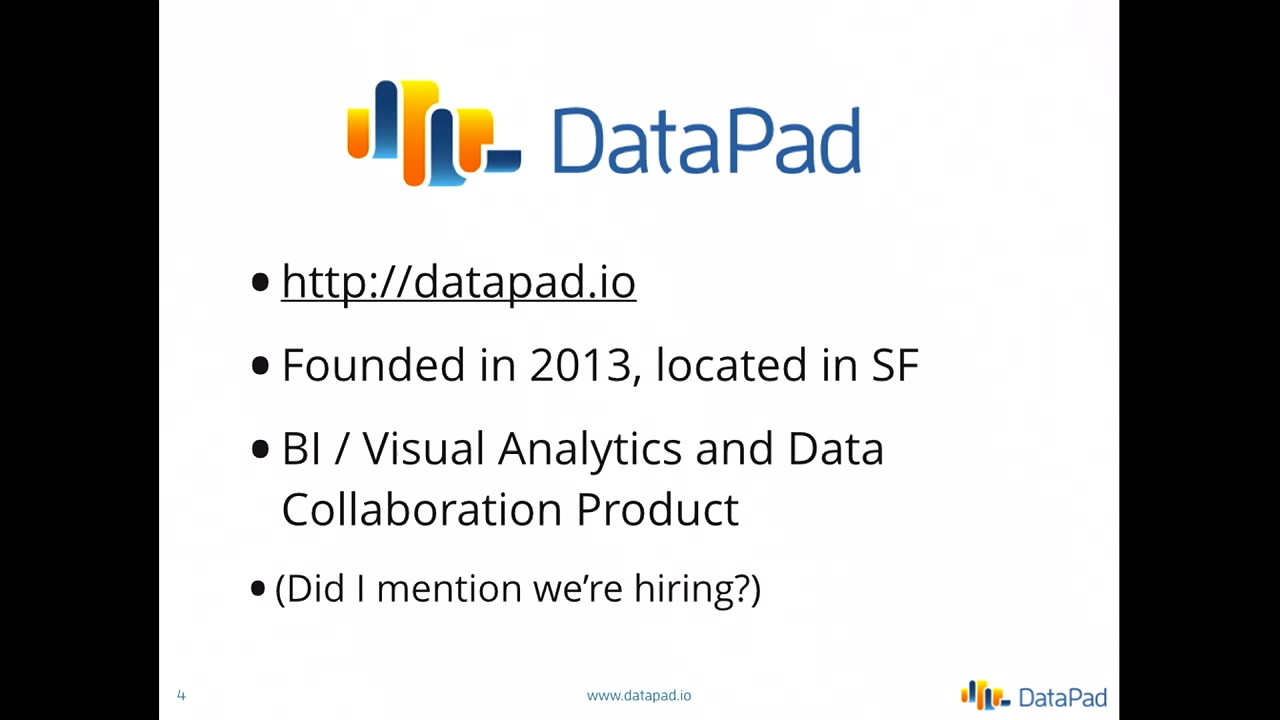 DataPad
• http://datapad.io
• Founded in 2013, located in SF
• BI / Visual Analytics and Data
Collaboration Product
• (Did I mention we’re hiring?)
4
www.datapad.io
DataPad